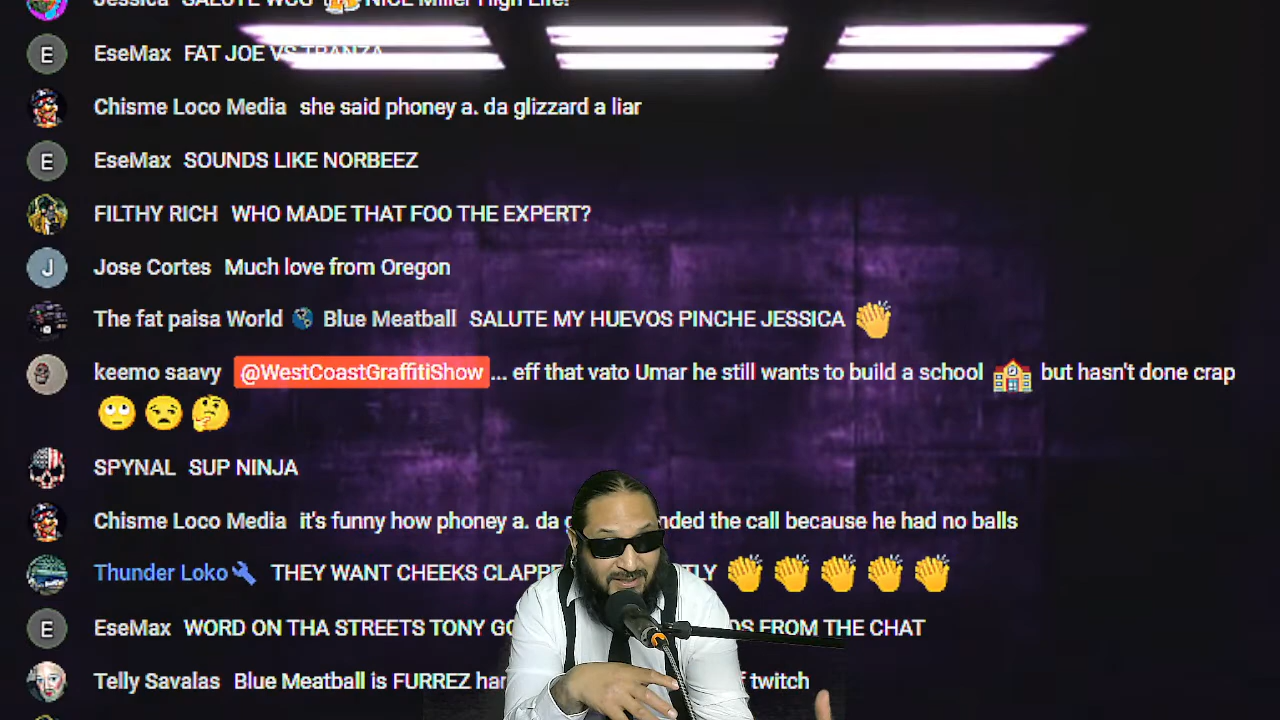 Jessica SALUTE WCG NICE Miller High Life!
E EseMax FAT JOE VS TRANZA
Chisme Loco Media she said phoney a. da glizzard a liar
E EseMax SOUNDS LIKE NORBEEZ
FILTHY RICH WHO MADE THAT FOO THE EXPERT?
J Jose Cortes Much love from Oregon
The fat paisa World 🌎 Blue Meatball SALUTE MY HUEVOS PINCHE JESSICA 👏
keemo saavy @WestCoastGraffitiShow... eff that vato Umar he still wants to build a school 🏫 but hasn't done crap
🙄 😒 🤔
SPYNAL SUP NINJA
Chisme Loco Media it's funny how phoney a. da ended the call because he had no balls
Thunder Loko🔧 THEY WANT CHEEKS CLAPPE TLY 👏 👏 👏 👏 👏
E EseMax WORD ON THA STREETS TONY FROM THE CHAT
Telly Savalas Blue Meatball is FURREZ twitch